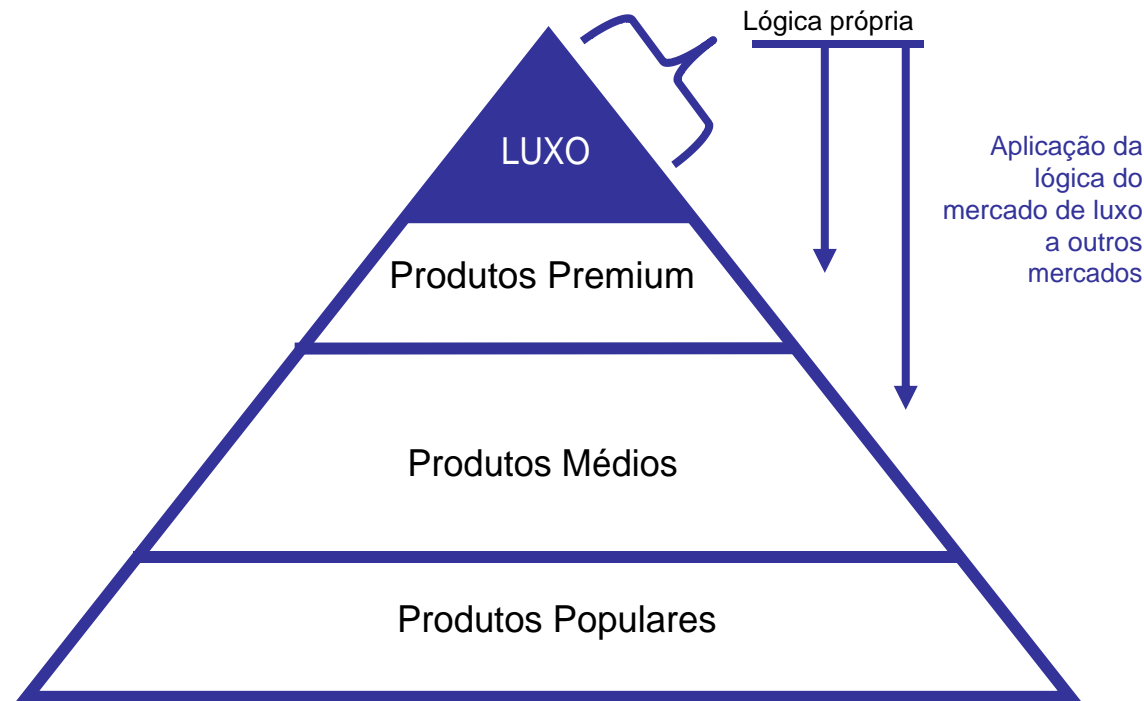 Lógica própria
LUXO
Aplicação da
lógica do
mercado de luxo
a outros
mercados
Produtos Premium
Produtos Médios
Produtos Populares